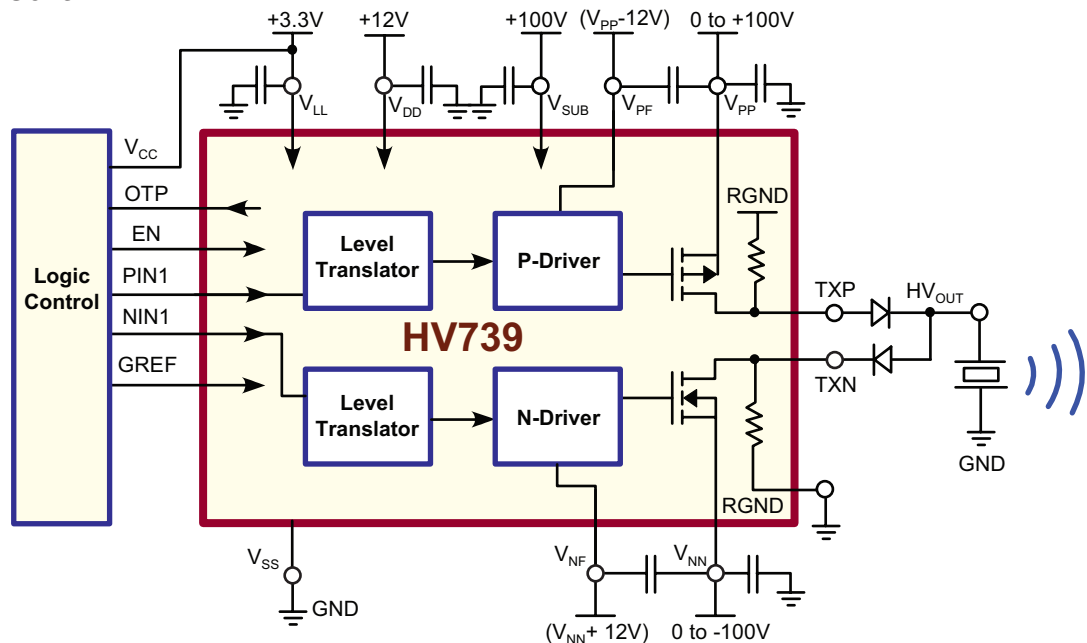 +3.3V
+12V
+100V
(VPP-12V)
0 to +100V
VLL
VDD
VSUB
VPF
VPP
Logic Control
VCC
OTP
EN
PIN1
NIN1
GREF
Level
Translator
P-Driver
RGND
TXP
HVOUT
HV739
TXN
Level
Translator
N-Driver
RGND
GND
VSS
GND
VNF
VNN
(VNN+ 12V)
0 to -100V